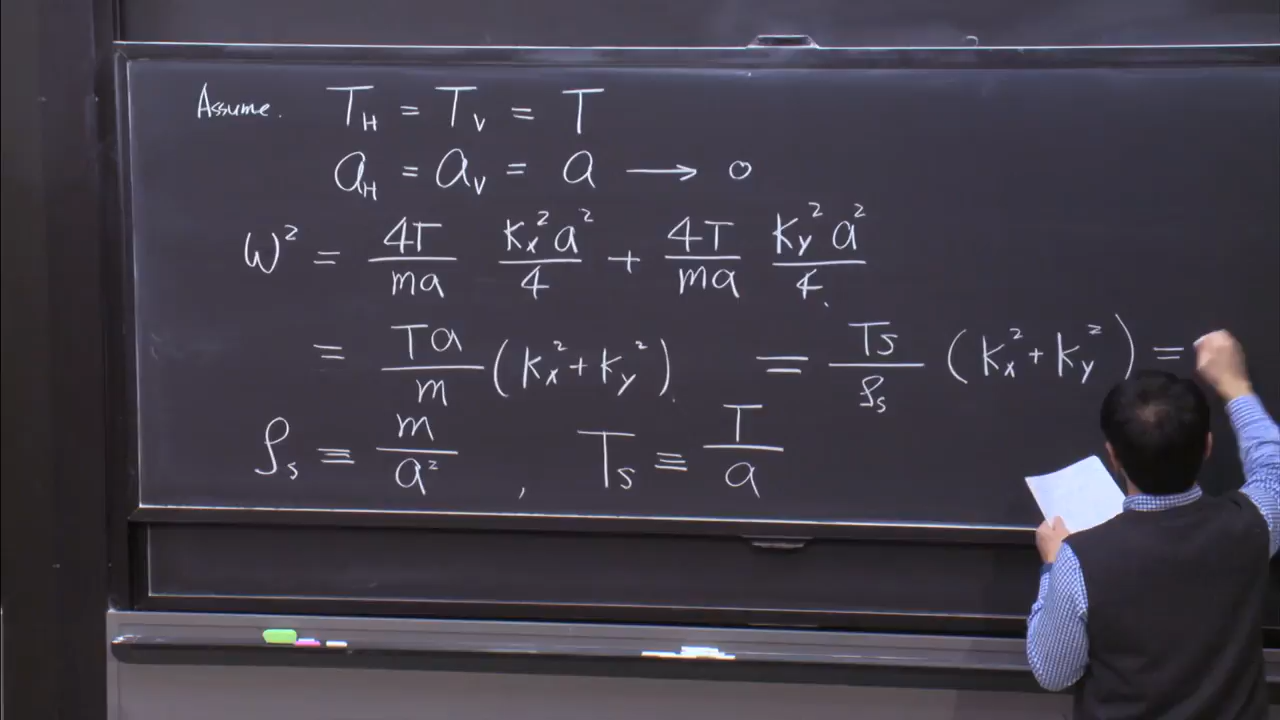 Assume. T_H = T_V = T
a_H = a_V = a ⟶ 0
ω² = 4T/ma k_x²a²/4 + 4T/ma k_y²a²/4
= Ta/m (k_x² + k_y²) = T_s/ρ_s (k_x² + k_y²) =
ρ_s ≡ m/a² , T_s ≡ T/a